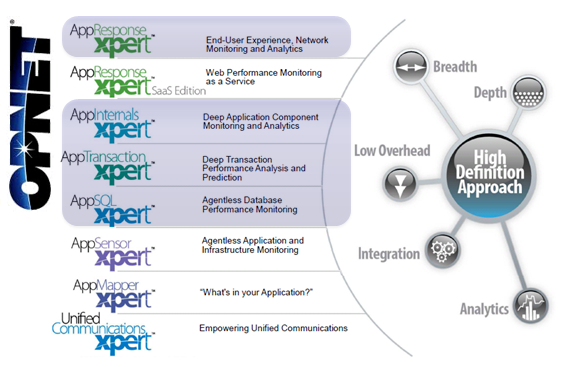 OPNET
AppResponse
xpert™
End-User Experience, Network
Monitoring and Analytics
AppResponse
xpert SaaS Edition
Web Performance Monitoring
as a Service
AppInternals
xpert™
Deep Application Component
Monitoring and Analytics
AppTransaction
xpert™
Deep Transaction
Performance Analysis and
Prediction
AppSQL
xpert™
Agentless Database
Performance Monitoring
AppSensor
xpert™
Agentless Application and
Infrastructure Monitoring
AppMapper
xpert™
“What's in your Application?”
Unified
Communications
xpert™
Empowering Unified Communications
Breadth
Depth
Low Overhead
High
Definition
Approach
Integration
Analytics